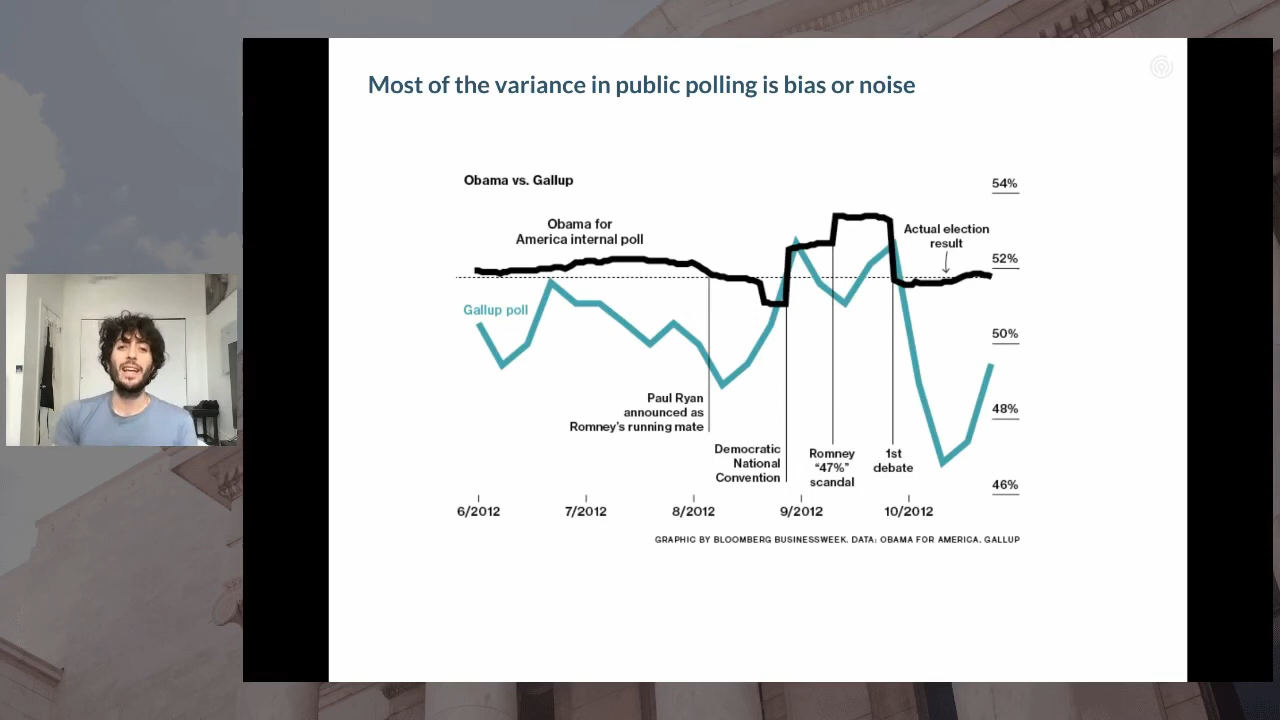 Most of the variance in public polling is bias or noise
Obama vs. Gallup
54%
Obama for
America internal poll
Actual election
result
52%
Gallup poll
50%
Paul Ryan
announced as
Romney's running mate
48%
Democratic
National
Convention
Romney
"47%"
scandal
1st
debate
46%
6/2012
7/2012
8/2012
9/2012
10/2012
GRAPHIC BY BLOOMBERG BUSINESSWEEK. DATA: OBAMA FOR AMERICA. GALLUP